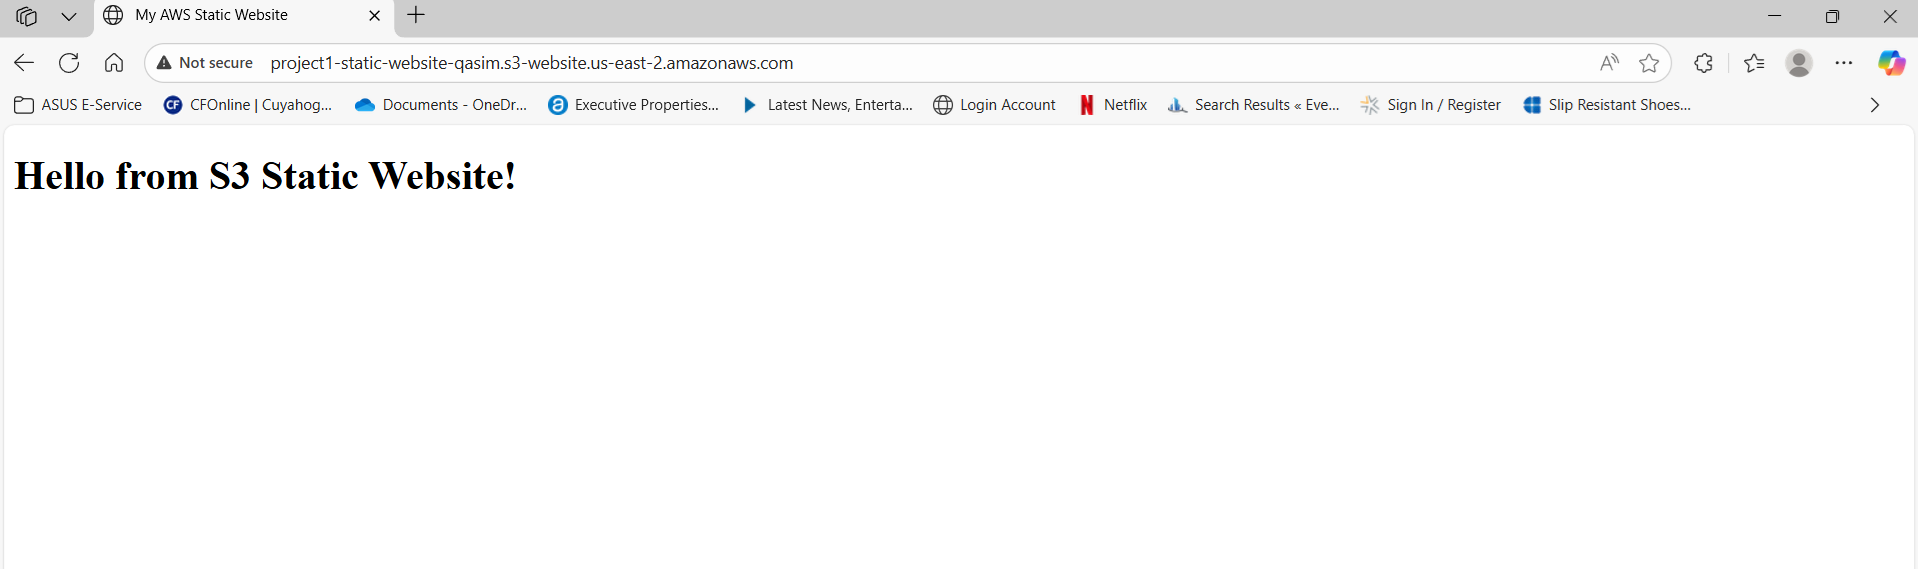 My AWS Static Website
Not secure project1-static-website-qasim.s3-website.us-east-2.amazonaws.com
ASUS E-Service CFOnline | Cuyahog... Documents - OneDr... Executive Properties... Latest News, Enterta... Login Account Netflix Search Results « Eve... Sign In / Register Slip Resistant Shoes...
Hello from S3 Static Website!